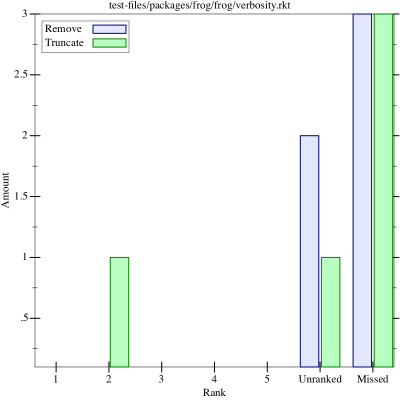 test-files/packages/frog/frog/verbosity.rkt
Remove
Truncate
3
2.5
2
1.5
1
.5
Amount
1 2 3 4 5 Unranked Missed
Rank